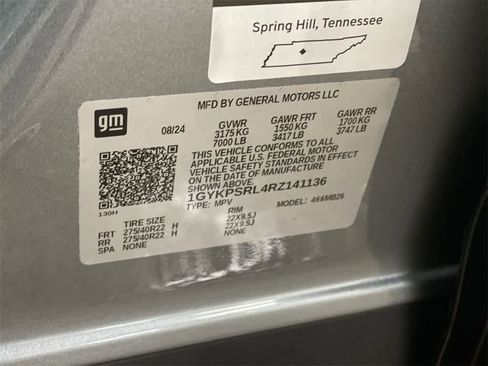 Spring Hill, Tennessee
gm
MFD BY GENERAL MOTORS LLC
08/24 GVWR GAWR FRT GAWR RR
3175 KG 1550 KG 1700 KG
7000 LB 3417 LB 3747 LB
THIS VEHICLE CONFORMS TO ALL
APPLICABLE U.S. FEDERAL MOTOR
VEHICLE SAFETY STANDARDS IN EFFECT
ON THE DATE OF MANUFACTURE
SHOWN ABOVE.
1GYKPSRL4RZ141136
130H TYPE: MPV MODEL: 466MB26
TIRE SIZE RIM
FRT 275/40R22 H 22X9.5J
RR 275/40R22 H 22X9.5J
SPA NONE NONE